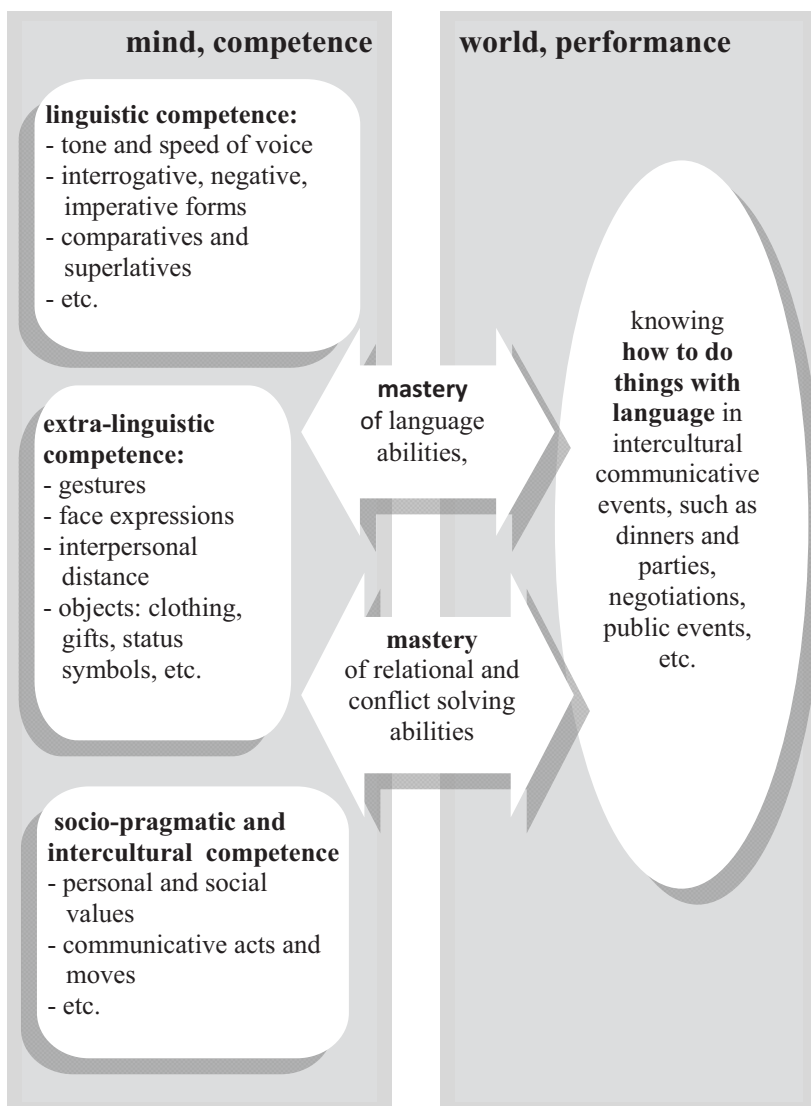 mind, competence
linguistic competence:
- tone and speed of voice
- interrogative, negative,
imperative forms
- comparatives and
superlatives
- etc.
extra-linguistic
competence:
- gestures
- face expressions
- interpersonal
distance
- objects: clothing,
gifts, status
symbols, etc.
socio-pragmatic and
intercultural competence
- personal and social
values
- communicative acts and
moves
- etc.
mastery
of language
abilities,
mastery
of relational and
conflict solving
abilities
world, performance
knowing
how to do
things with
language in
intercultural
communicative
events, such as
dinners and
parties,
negotiations,
public events,
etc.